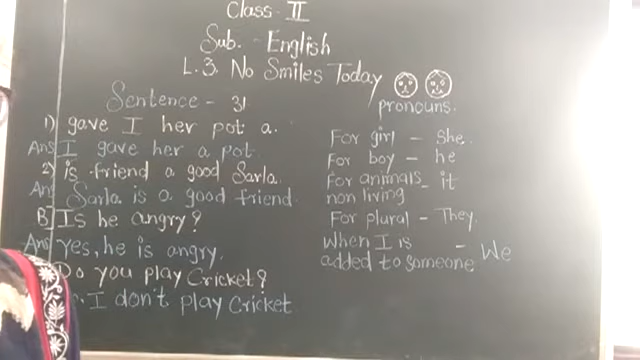 Class - II
Sub. - English
L.3. No Smiles Today
Sentence - 31
1) gave I her pot a.
Ans I gave her a pot.
2) is friend a good Sarla.
An Sarla is a good friend.
B] Is he angry?
Ans Yes, he is angry.
Do you play Cricket?
I don't play Cricket
pronouns.
For girl - She.
For boy - he
For animals - it
non living
For plural - They.
When I is - We
added to someone